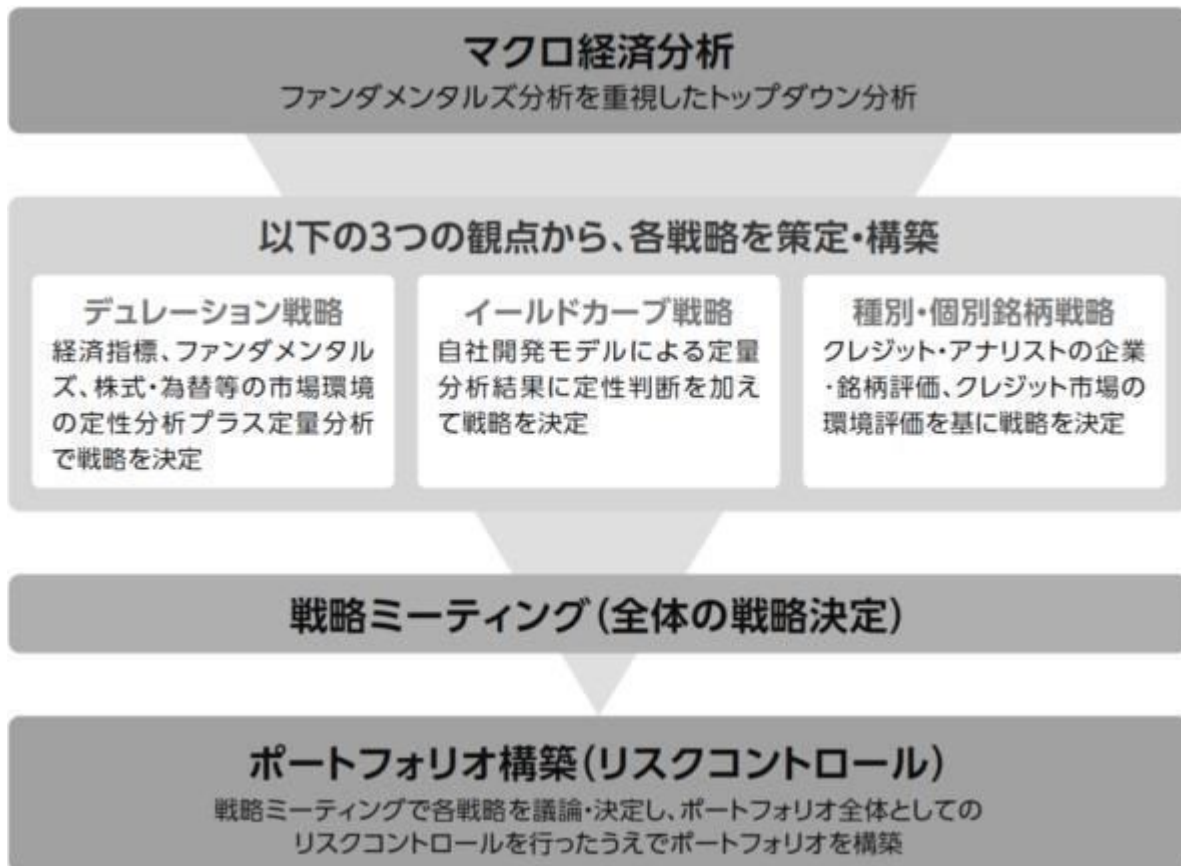 マクロ経済分析
ファンダメンタルズ分析を重視したトップダウン分析
以下の3つの観点から、各戦略を策定・構築
デュレーション戦略
経済指標、ファンダメンタル
ズ、株式・為替等の市場環境
の定性分析プラス定量分析
で戦略を決定
イールドカーブ戦略
自社開発モデルによる定量
分析結果に定性判断を加え
て戦略を決定
種別・個別銘柄戦略
クレジット・アナリストの企業
・銘柄評価、クレジット市場の
環境評価を基に戦略を決定
戦略ミーティング(全体の戦略決定)
ポートフォリオ構築(リスクコントロール)
戦略ミーティングで各戦略を議論・決定し、ポートフォリオ全体としての
リスクコントロールを行ったうえでポートフォリオを構築